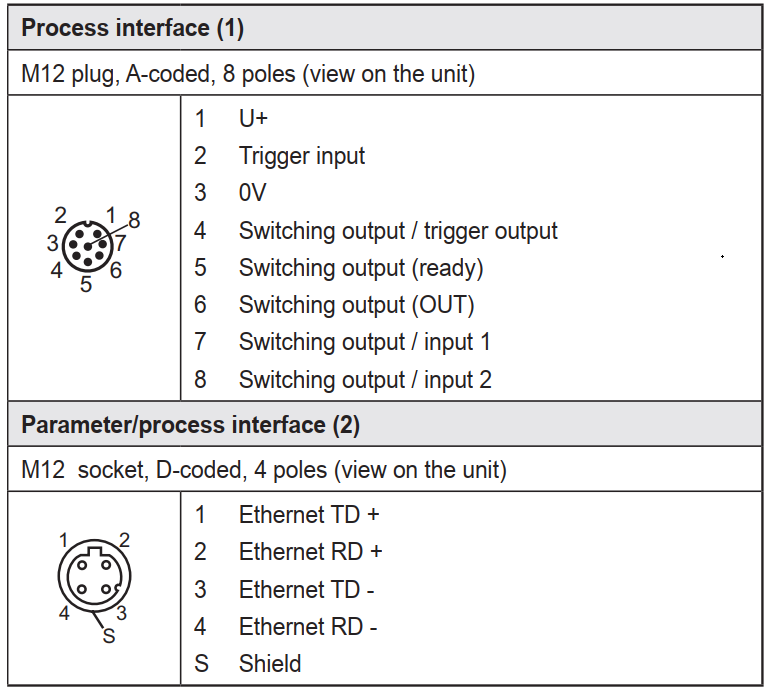 Process interface (1)
M12 plug, A-coded, 8 poles (view on the unit)
2 1 8
3 7
4 6
5
1 U+
2 Trigger input
3 0V
4 Switching output / trigger output
5 Switching output (ready)
6 Switching output (OUT)
7 Switching output / input 1
8 Switching output / input 2
Parameter/process interface (2)
M12 socket, D-coded, 4 poles (view on the unit)
1 2
4 3
S
1 Ethernet TD +
2 Ethernet RD +
3 Ethernet TD -
4 Ethernet RD -
S Shield